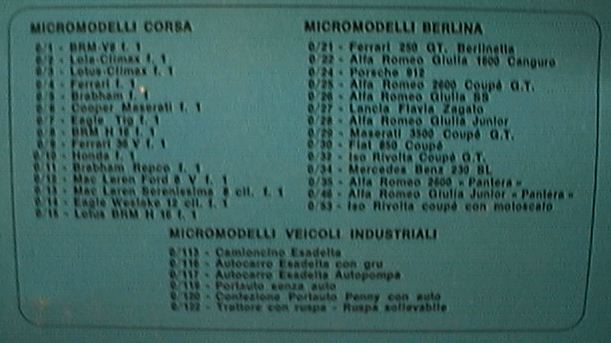 MICROMODELLI CORSA
0/1 - BRM-V8 f. 1
0/2 - Lola-Climax f. 1
0/3 - Lotus-Climax f. 1
0/4 - Ferrari f. 1
0/5 - Brabham f. 1
0/6 - Cooper Maserati f. 1
0/7 - Eagle f. 1
0/8 - BRM H 16 f. 1
0/9 - Ferrari V f. 1
0/10 - Honda f. 1
0/11 - Brabham Repco f. 1
0/12 - Mac Laren Ford 8 V f. 1
0/13 - Mac Laren Serenissima 8 cil. f. 1
0/14 - Eagle Weslake 12 cil. f. 1
0/15 - Lotus BRM H 16 f. 1
MICROMODELLI BERLINA
0/21 - Ferrari 250 GT. Berlinetta
0/22 - Alfa Romeo Giulia 1600 Canguro
0/24 - Porsche 912
0/25 - Alfa Romeo 2600 Coupé G.T.
0/26 - Alfa Romeo Giulia SS
0/27 - Lancia Flavia Zagato
0/28 - Alfa Romeo Giulia Junior
0/29 - Maserati 3500 Coupé G.T.
0/30 - Fiat 850 Coupé
0/32 - Iso Rivolta Coupé G.T.
0/34 - Mercedes Benz 230 SL
0/35 - Alfa Romeo 2600 « Pantera »
0/46 - Alfa Romeo Giulia Junior « Pantera »
0/53 - Iso Rivolta coupé con motoscafo
MICROMODELLI VEICOLI INDUSTRIALI
0/113 - Camioncino Esadelta
0/116 - Autocarro Esadelta con gru
0/117 - Autocarro Esadelta Autopompa
0/119 - Portauto senza auto
0/120 - Confezione Portauto Penny con auto
0/122 - Trattore con ruspa - Ruspa sollevabile